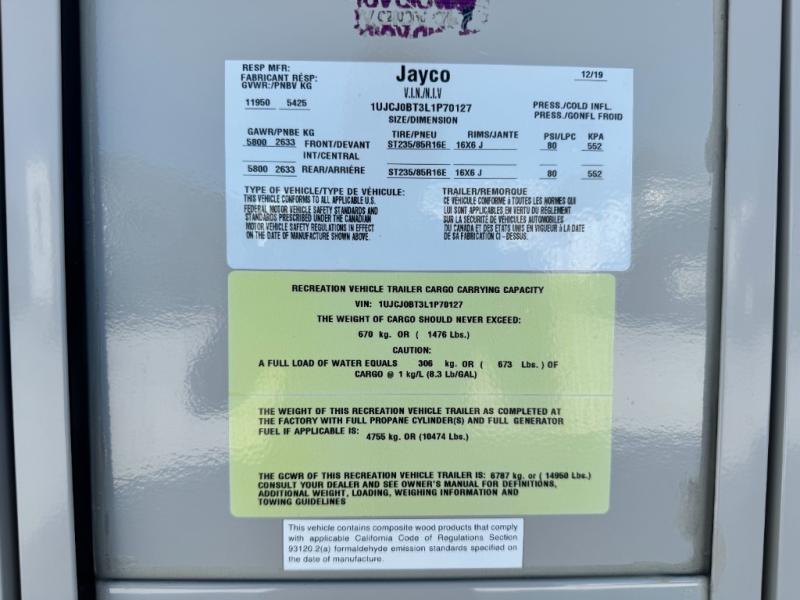 RESP MFR:
FABRICANT RÉSP:
Jayco
12/19
GVWR:/PNBV KG
V.I.N./N.I.V
11950 5425
1UJCJ0BT3L1P70127
PRESS./COLD INFL.
SIZE/DIMENSION
PRESS./GONFL FROID
GAWR/PNBE KG TIRE/PNEU RIMS/JANTE PSI/LPC KPA
5800 2633 FRONT/DEVANT ST235/85R16E 16X6 J 80 552
INT/CENTRAL
5800 2633 REAR/ARRIÈRE ST235/85R16E 16X6 J 80 552
TYPE OF VEHICLE/TYPE DE VÉHICULE: TRAILER/REMORQUE
THIS VEHICLE CONFORMS TO ALL APPLICABLE U.S.
FEDERAL MOTOR VEHICLE SAFETY STANDARDS AND
STANDARDS PRESCRIBED UNDER THE CANADIAN
MOTOR VEHICLE SAFETY REGULATIONS IN EFFECT
ON THE DATE OF MANUFACTURE SHOWN ABOVE.
CE VÉHICULE CONFORME à TOUTES LES NORMES QUI
LUI SONT APPLICABLES EN VERTU DU RÈGLEMENT
SUR LA SÉCURITÉ DE VÉHICULES AUTOMOBILES
DU CANADA ET DES ETATS UNIS EN VIGUEUR à LA DATE
DE SA FABRICATION CI-DESSUS.
RECREATION VEHICLE TRAILER CARGO CARRYING CAPACITY
VIN: 1UJCJ0BT3L1P70127
THE WEIGHT OF CARGO SHOULD NEVER EXCEED:
670 kg. OR ( 1476 Lbs.)
CAUTION:
A FULL LOAD OF WATER EQUALS 306 kg. OR ( 673 Lbs. ) OF
CARGO @ 1 kg/L (8.3 Lb/GAL)
THE WEIGHT OF THIS RECREATION VEHICLE TRAILER AS COMPLETED AT
THE FACTORY WITH FULL PROPANE CYLINDER(S) AND FULL GENERATOR
FUEL IF APPLICABLE IS: 4755 kg. OR (10474 Lbs.)
THE GCWR OF THIS RECREATION VEHICLE TRAILER IS: 6787 kg. or ( 14950 Lbs.)
CONSULT YOUR DEALER AND SEE OWNER'S MANUAL FOR DEFINITIONS,
ADDITIONAL WEIGHT, LOADING, WEIGHING INFORMATION AND
TOWING GUIDELINES
This vehicle contains composite wood products that comply
with applicable California Code of Regulations Section
93120.2(a) formaldehyde emission standards specified on
the date of manufacture.